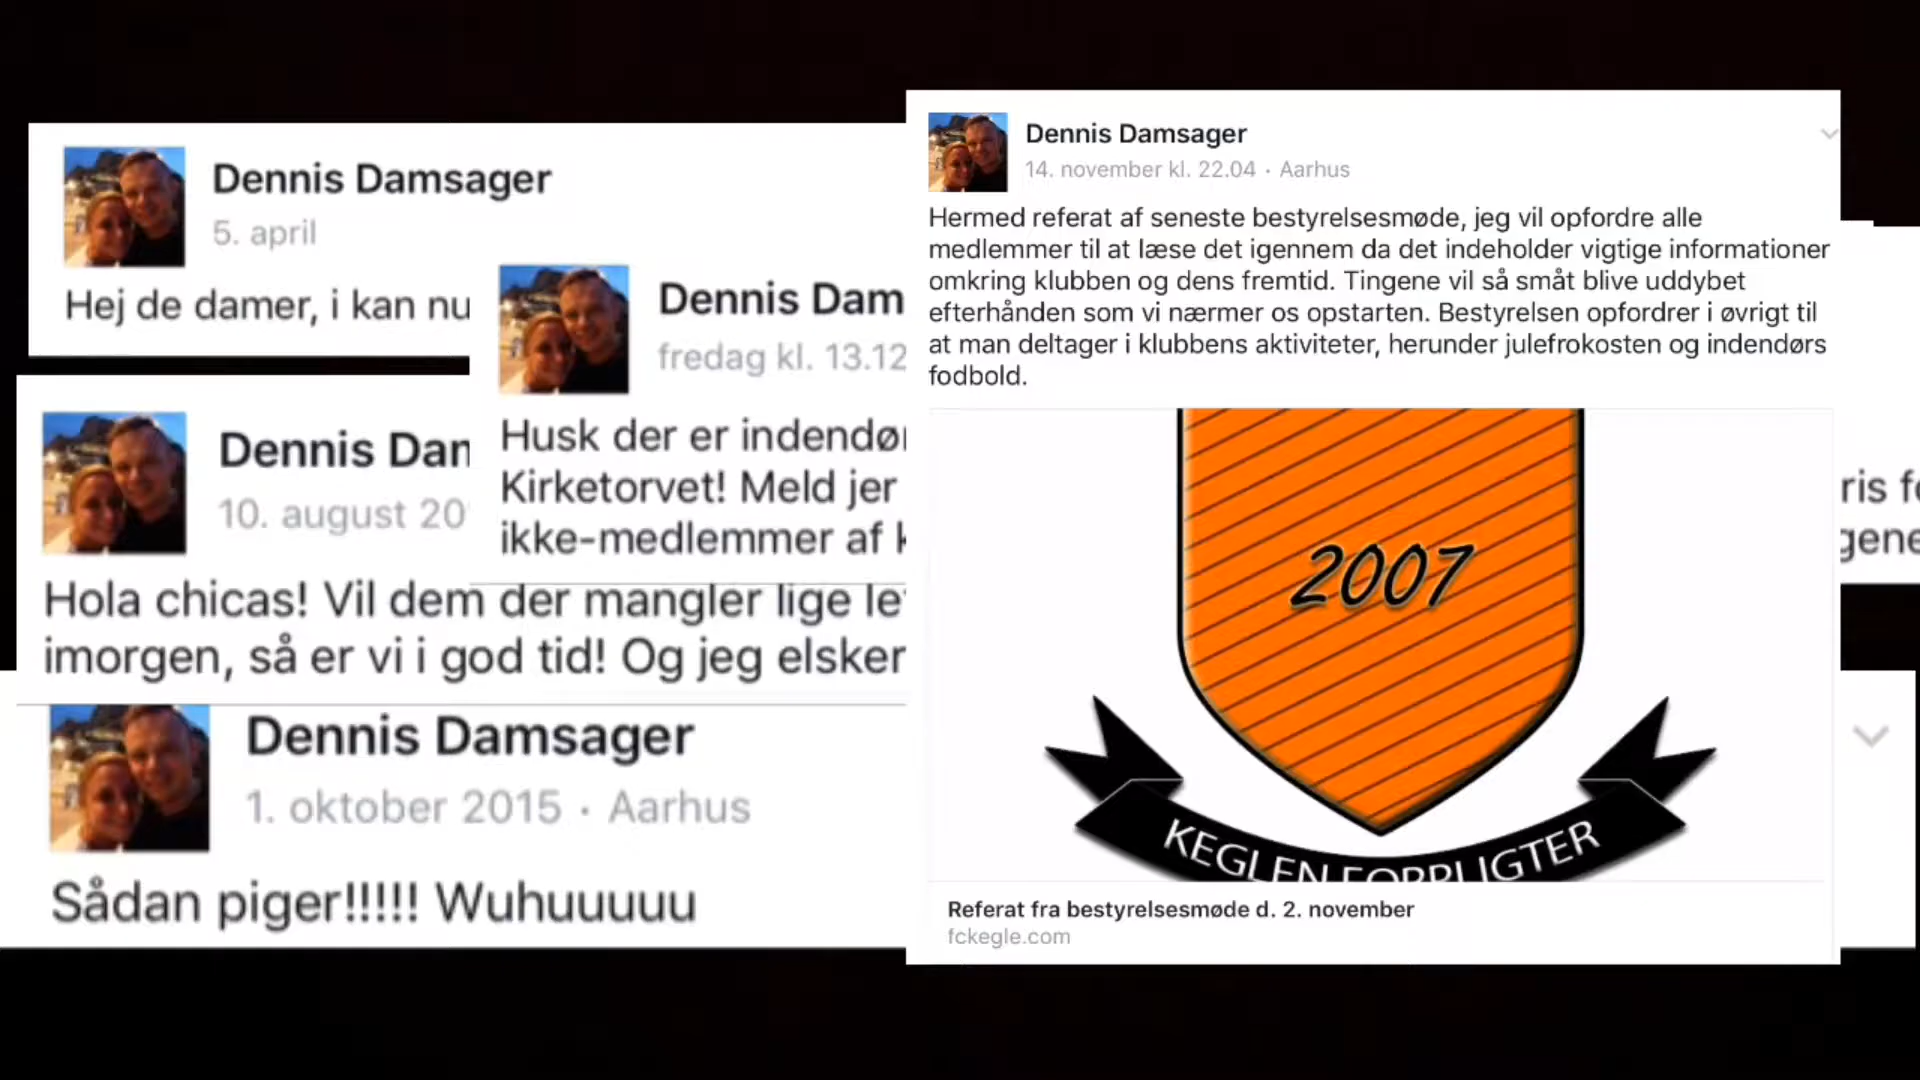 Dennis Damsager
5. april
Hej de damer, i kan nu
Dennis Dam
fredag kl. 13.12
Husk der er indendø
Kirketorvet! Meld jer
ikke-medlemmer af
Dennis Dan
10. august 20
Hola chicas! Vil dem der mangler lige le
imorgen, så er vi i god tid! Og jeg elsker
Dennis Damsager
1. oktober 2015 · Aarhus
Sådan piger!!!!! Wuhuuuuu
Dennis Damsager
14. november kl. 22.04 · Aarhus
Hermed referat af seneste bestyrelsesmøde, jeg vil opfordre alle
medlemmer til at læse det igennem da det indeholder vigtige informationer
omkring klubben og dens fremtid. Tingene vil så småt blive uddybet
efterhånden som vi nærmer os opstarten. Bestyrelsen opfordrer i øvrigt til
at man deltager i klubbens aktiviteter, herunder julefrokosten og indendørs
fodbold.
2007
KEGLEN FORPLIGTER
Referat fra bestyrelsesmøde d. 2. november
fckegle.com
ris f
gene